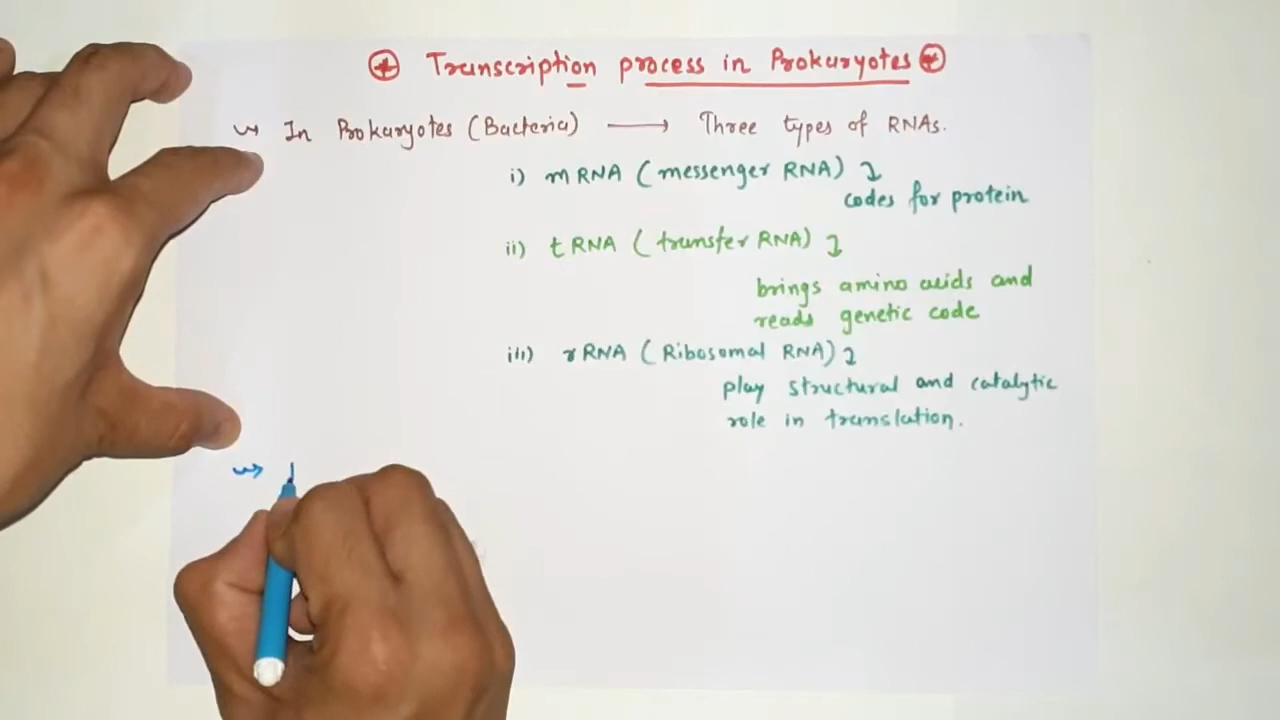 Transcription process in Prokaryotes
In Prokaryotes (Bacteria) → Three types of RNAs.
i) mRNA (messenger RNA)
codes for protein
ii) tRNA (transfer RNA)
brings amino acids and
reads genetic code
iii) rRNA (Ribosomal RNA)
play structural and catalytic
role in translation.